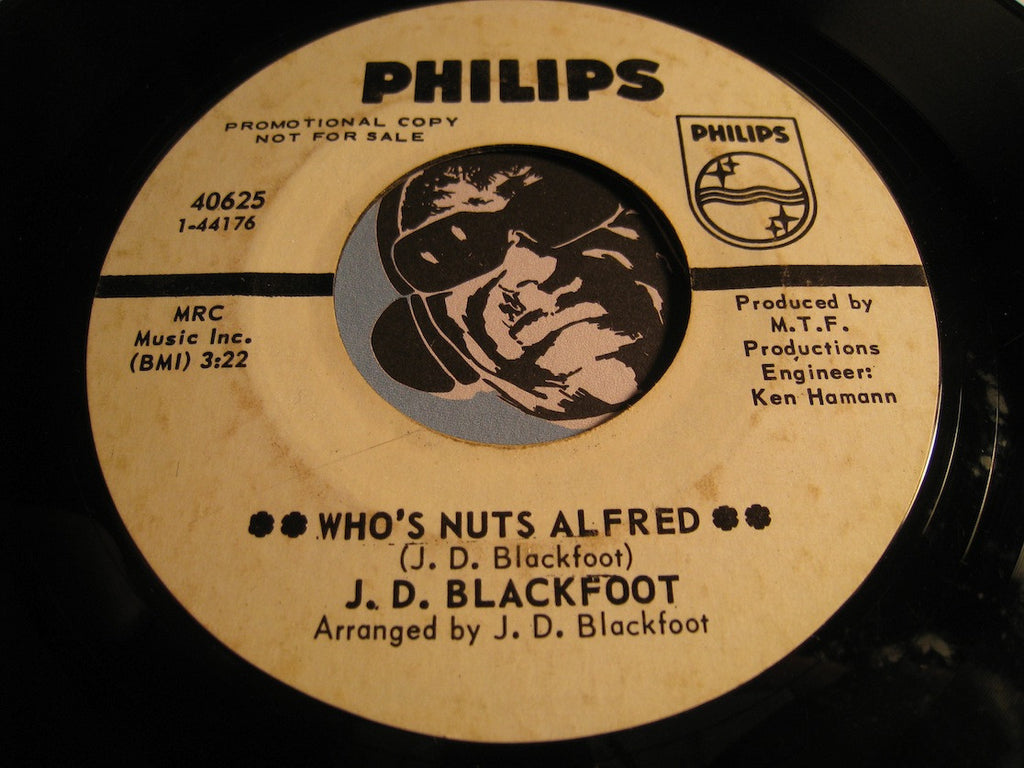 PHILIPS
PROMOTIONAL COPY
NOT FOR SALE
PHILIPS
40625
1-44176
MRC
Music Inc.
(BMI) 3:22
Produced by
M.T.F.
Productions
Engineer:
Ken Hamann
WHO'S NUTS ALFRED
(J. D. Blackfoot)
J. D. BLACKFOOT
Arranged by J. D. Blackfoot